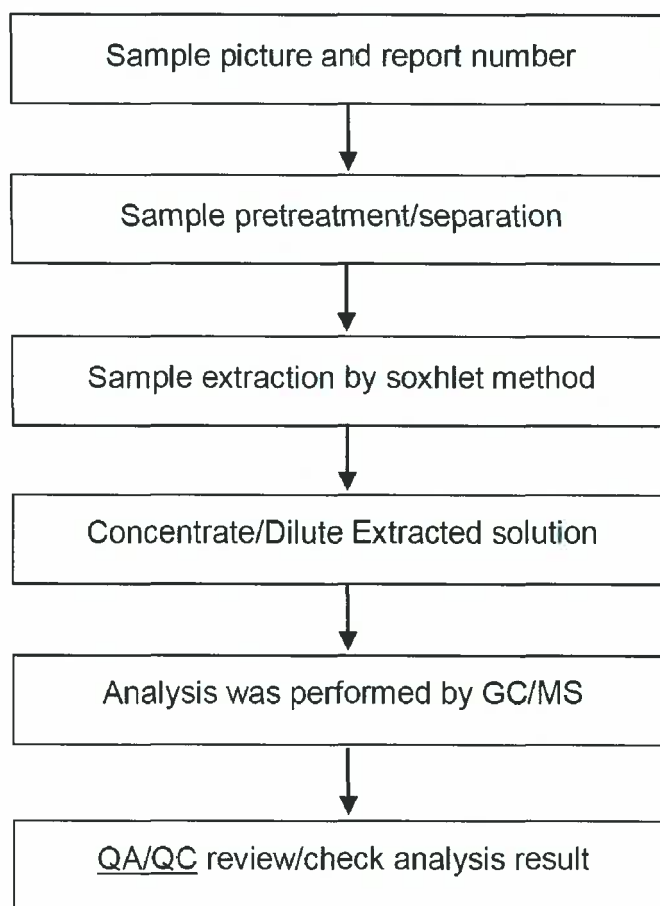 Sample picture and report number
Sample pretreatment/separation
Sample extraction by soxhlet method
Concentrate/Dilute Extracted solution
Analysis was performed by GC/MS
QA/QC review/check analysis result